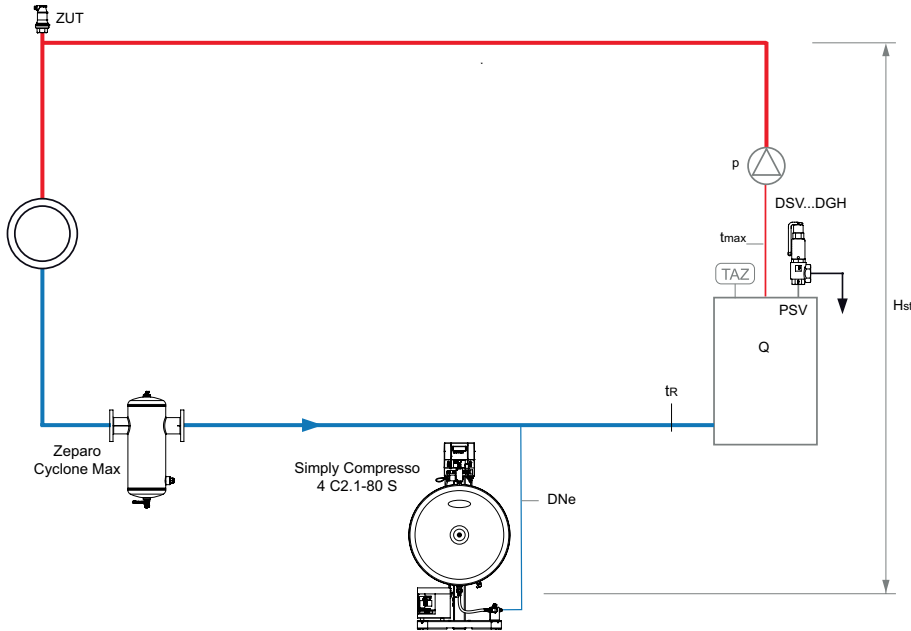 ZUT
p
DSV...DGH
tmax
TAZ
PSV
Hst
Q
tR
Zeparo
Cyclone Max
Simply Compresso
4 C2.1-80 S
DNe